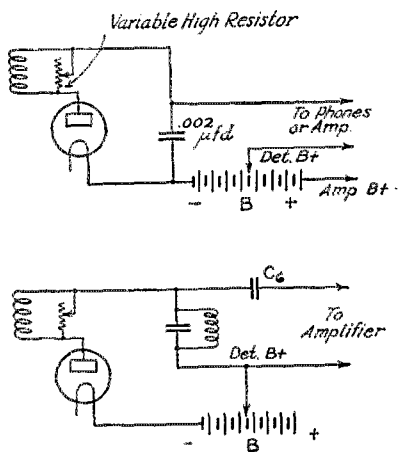 Variable High Resistor
.002
µfd
To Phones
or Amp.
Det. B+
Amp B+.
- B +
C6
To
Amplifier
Det. B+
- B +